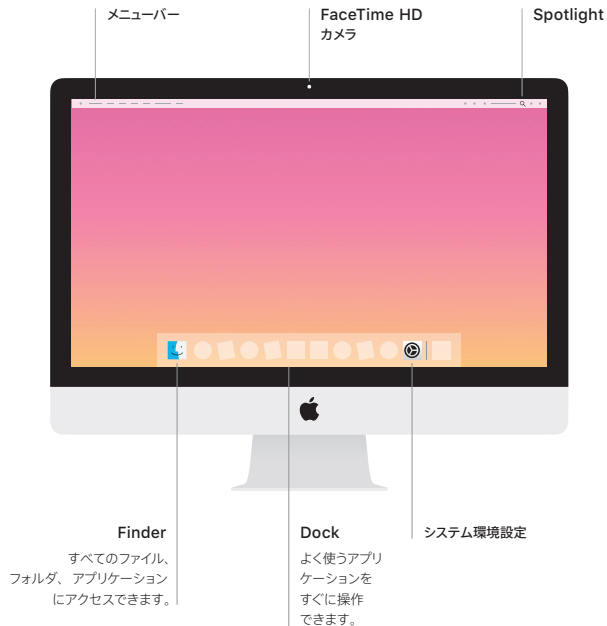 メニューバー
FaceTime HD
カメラ
Spotlight
Finder
すべてのファイル、
フォルダ、 アプリケーション
にアクセスできます。
Dock
よく使うアプリ
ケーションを
すぐに操作
できます。
システム環境設定